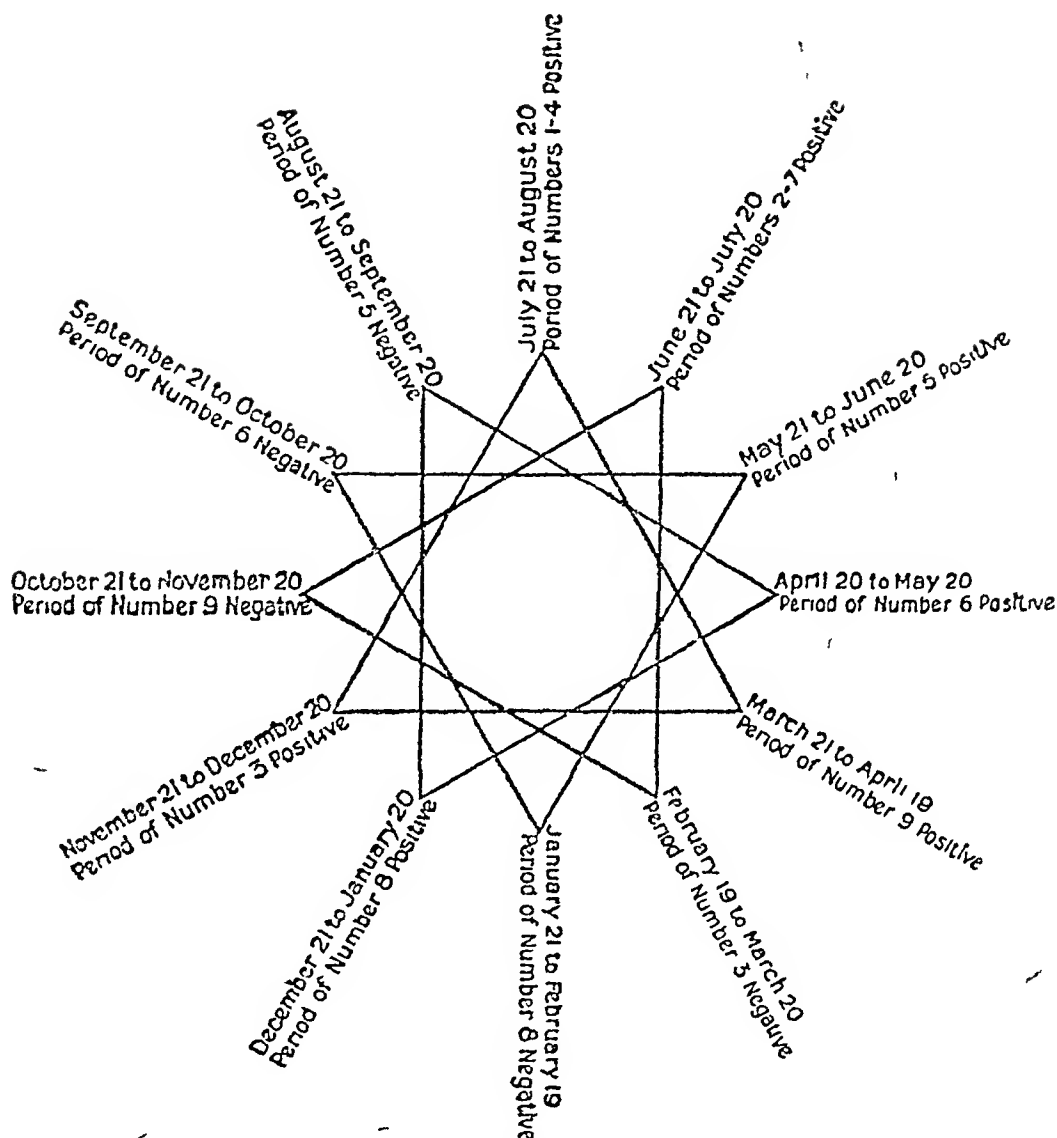 July 21 to August 20
Period of Numbers 1-4 Positive
June 21 to July 20
Period of Numbers 2-7 Positive
May 21 to June 20
Period of Number 5 Positive
April 20 to May 20
Period of Number 6 Positive
March 21 to April 19
Period of Number 9 Positive
February 19 to March 20
Period of Number 3 Negative
January 21 to February 19
Period of Number 8 Negative
December 21 to January 20
Period of Number 8 Positive
November 21 to December 20
Period of Number 3 Positive
October 21 to November 20
Period of Number 9 Negative
September 21 to October 20
Period of Number 6 Negative
August 21 to September 20
Period of Number 5 Negative